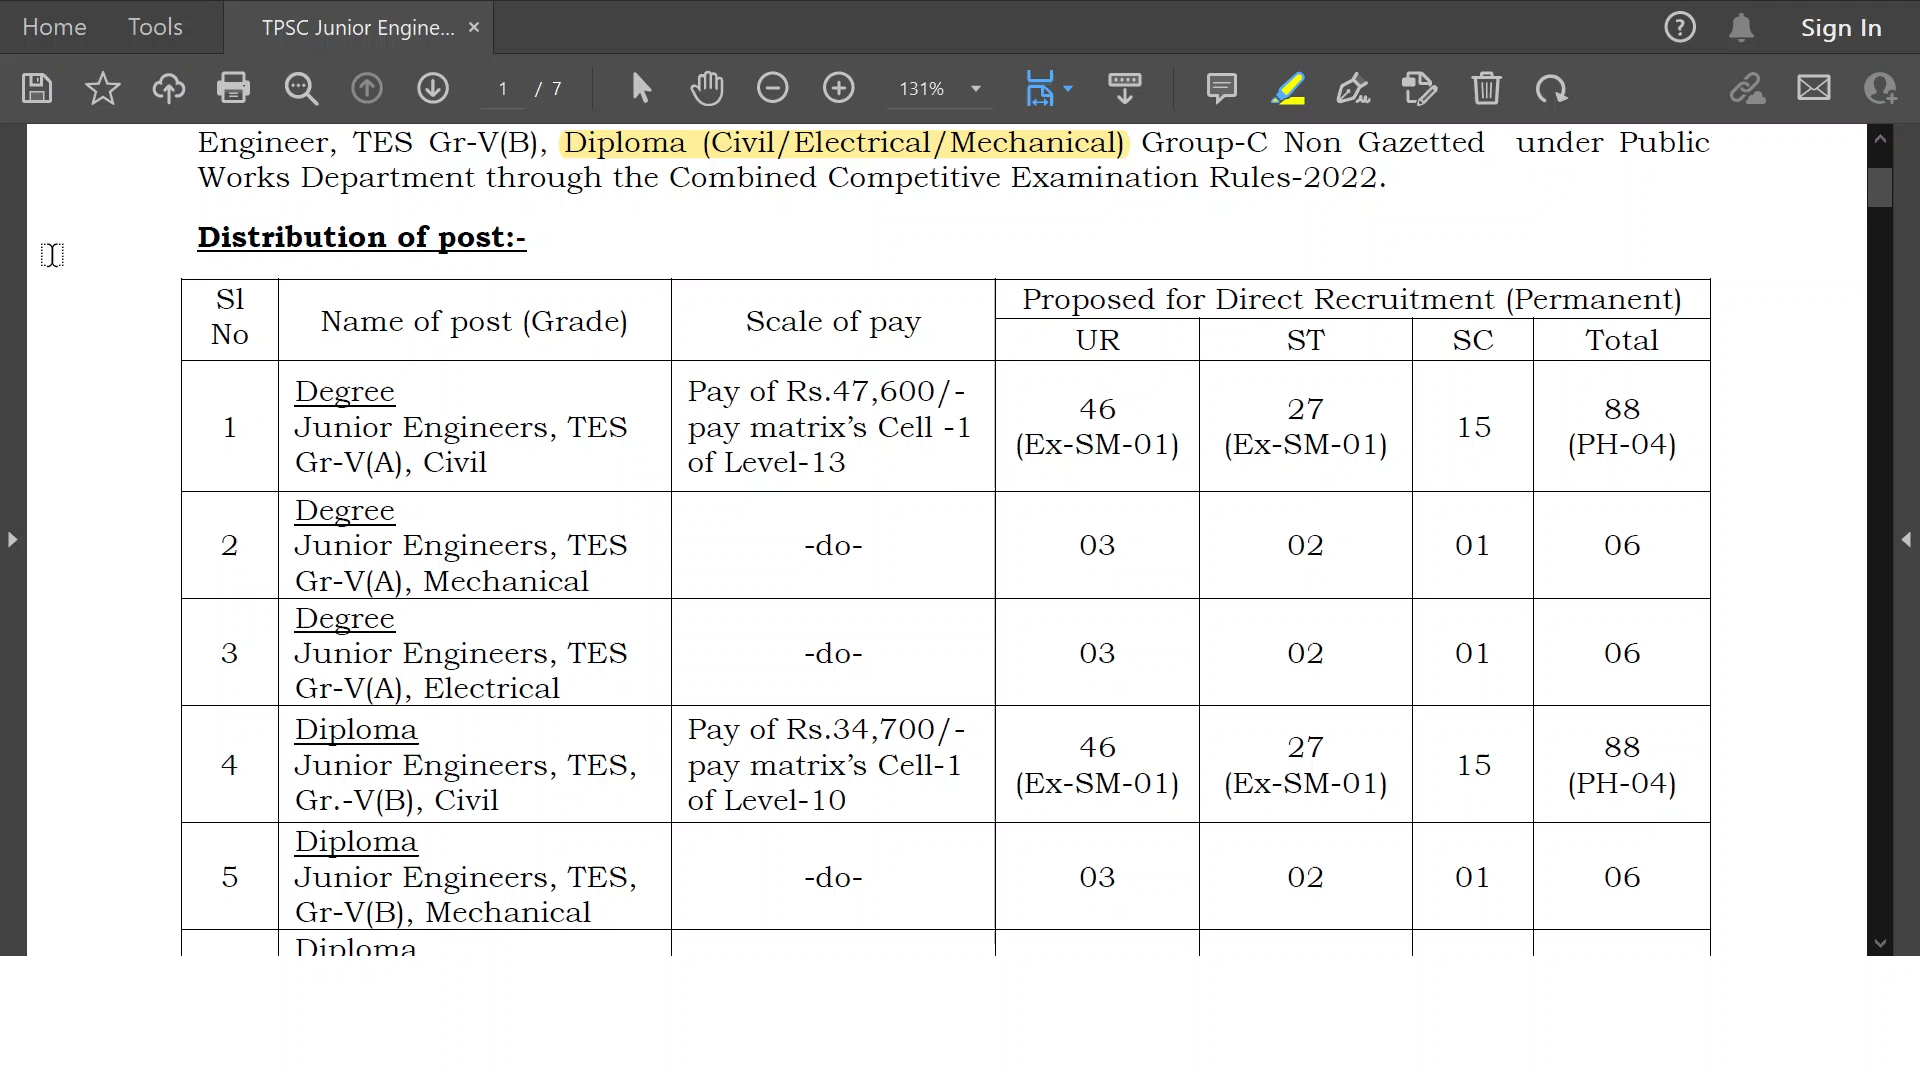 Home Tools TPSC Junior Engine... × ? Sign In
1 / 7 131%
Engineer, TES Gr-V(B), Diploma (Civil/Electrical/Mechanical) Group-C Non Gazetted under Public
Works Department through the Combined Competitive Examination Rules-2022.
Distribution of post:-
Sl No Name of post (Grade) Scale of pay Proposed for Direct Recruitment (Permanent)
UR ST SC Total
1 Degree
Junior Engineers, TES
Gr-V(A), Civil
Pay of Rs.47,600/-
pay matrix’s Cell -1
of Level-13
46
(Ex-SM-01)
27
(Ex-SM-01)
15
88
(PH-04)
2 Degree
Junior Engineers, TES
Gr-V(A), Mechanical
-do- 03 02 01 06
3 Degree
Junior Engineers, TES
Gr-V(A), Electrical
-do- 03 02 01 06
4 Diploma
Junior Engineers, TES,
Gr.-V(B), Civil
Pay of Rs.34,700/-
pay matrix’s Cell-1
of Level-10
46
(Ex-SM-01)
27
(Ex-SM-01)
15
88
(PH-04)
5 Diploma
Junior Engineers, TES,
Gr-V(B), Mechanical
-do- 03 02 01 06
Diploma